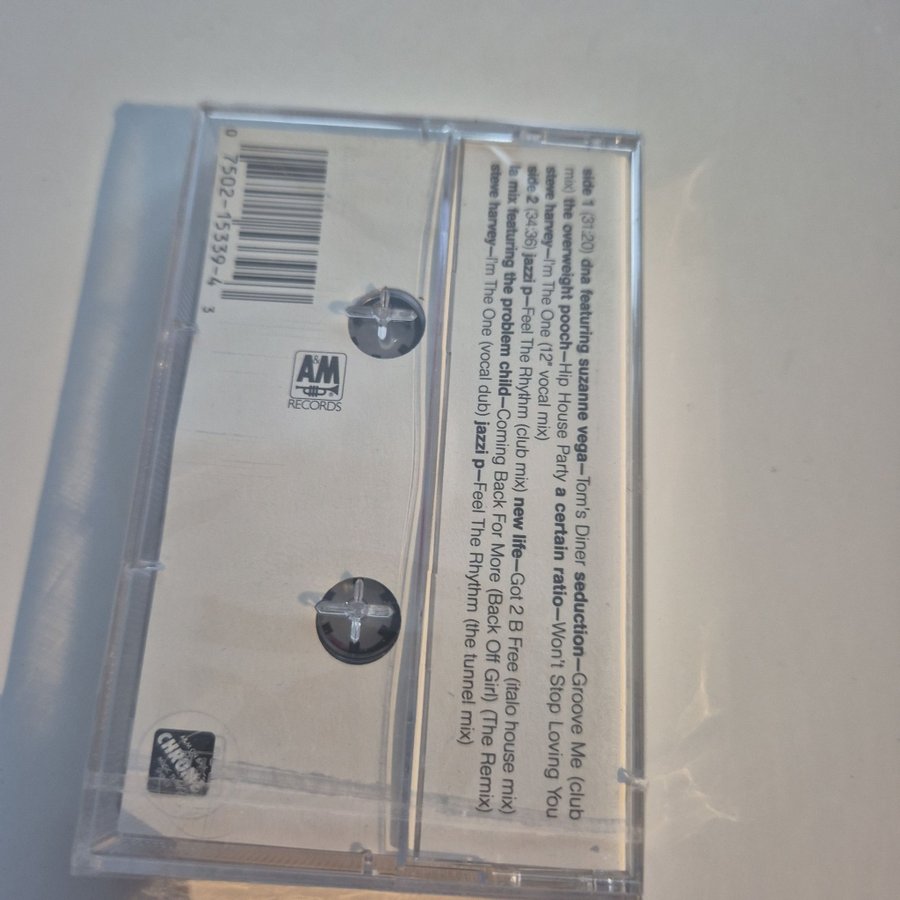 side 1 (31:20) dna featuring suzanne vega—Tom's Diner seduction—Groove Me (club
mix) the overweight pooch—Hip House Party a certain ratio—Won't Stop Loving You
steve harvey—I'm The One (12" vocal mix)
side 2 (34:36) jazzi p—Feel The Rhythm (club mix) new life—Got 2 B Free (italo house mix)
la mix featuring the problem child—Coming Back For More (Back Off Girl) (The Remix)
steve harvey—I'm The One (vocal dub) jazzi p—Feel The Rhythm (the tunnel mix)
0 7502-15339-4 3
A&M
RECORDS
CHROME